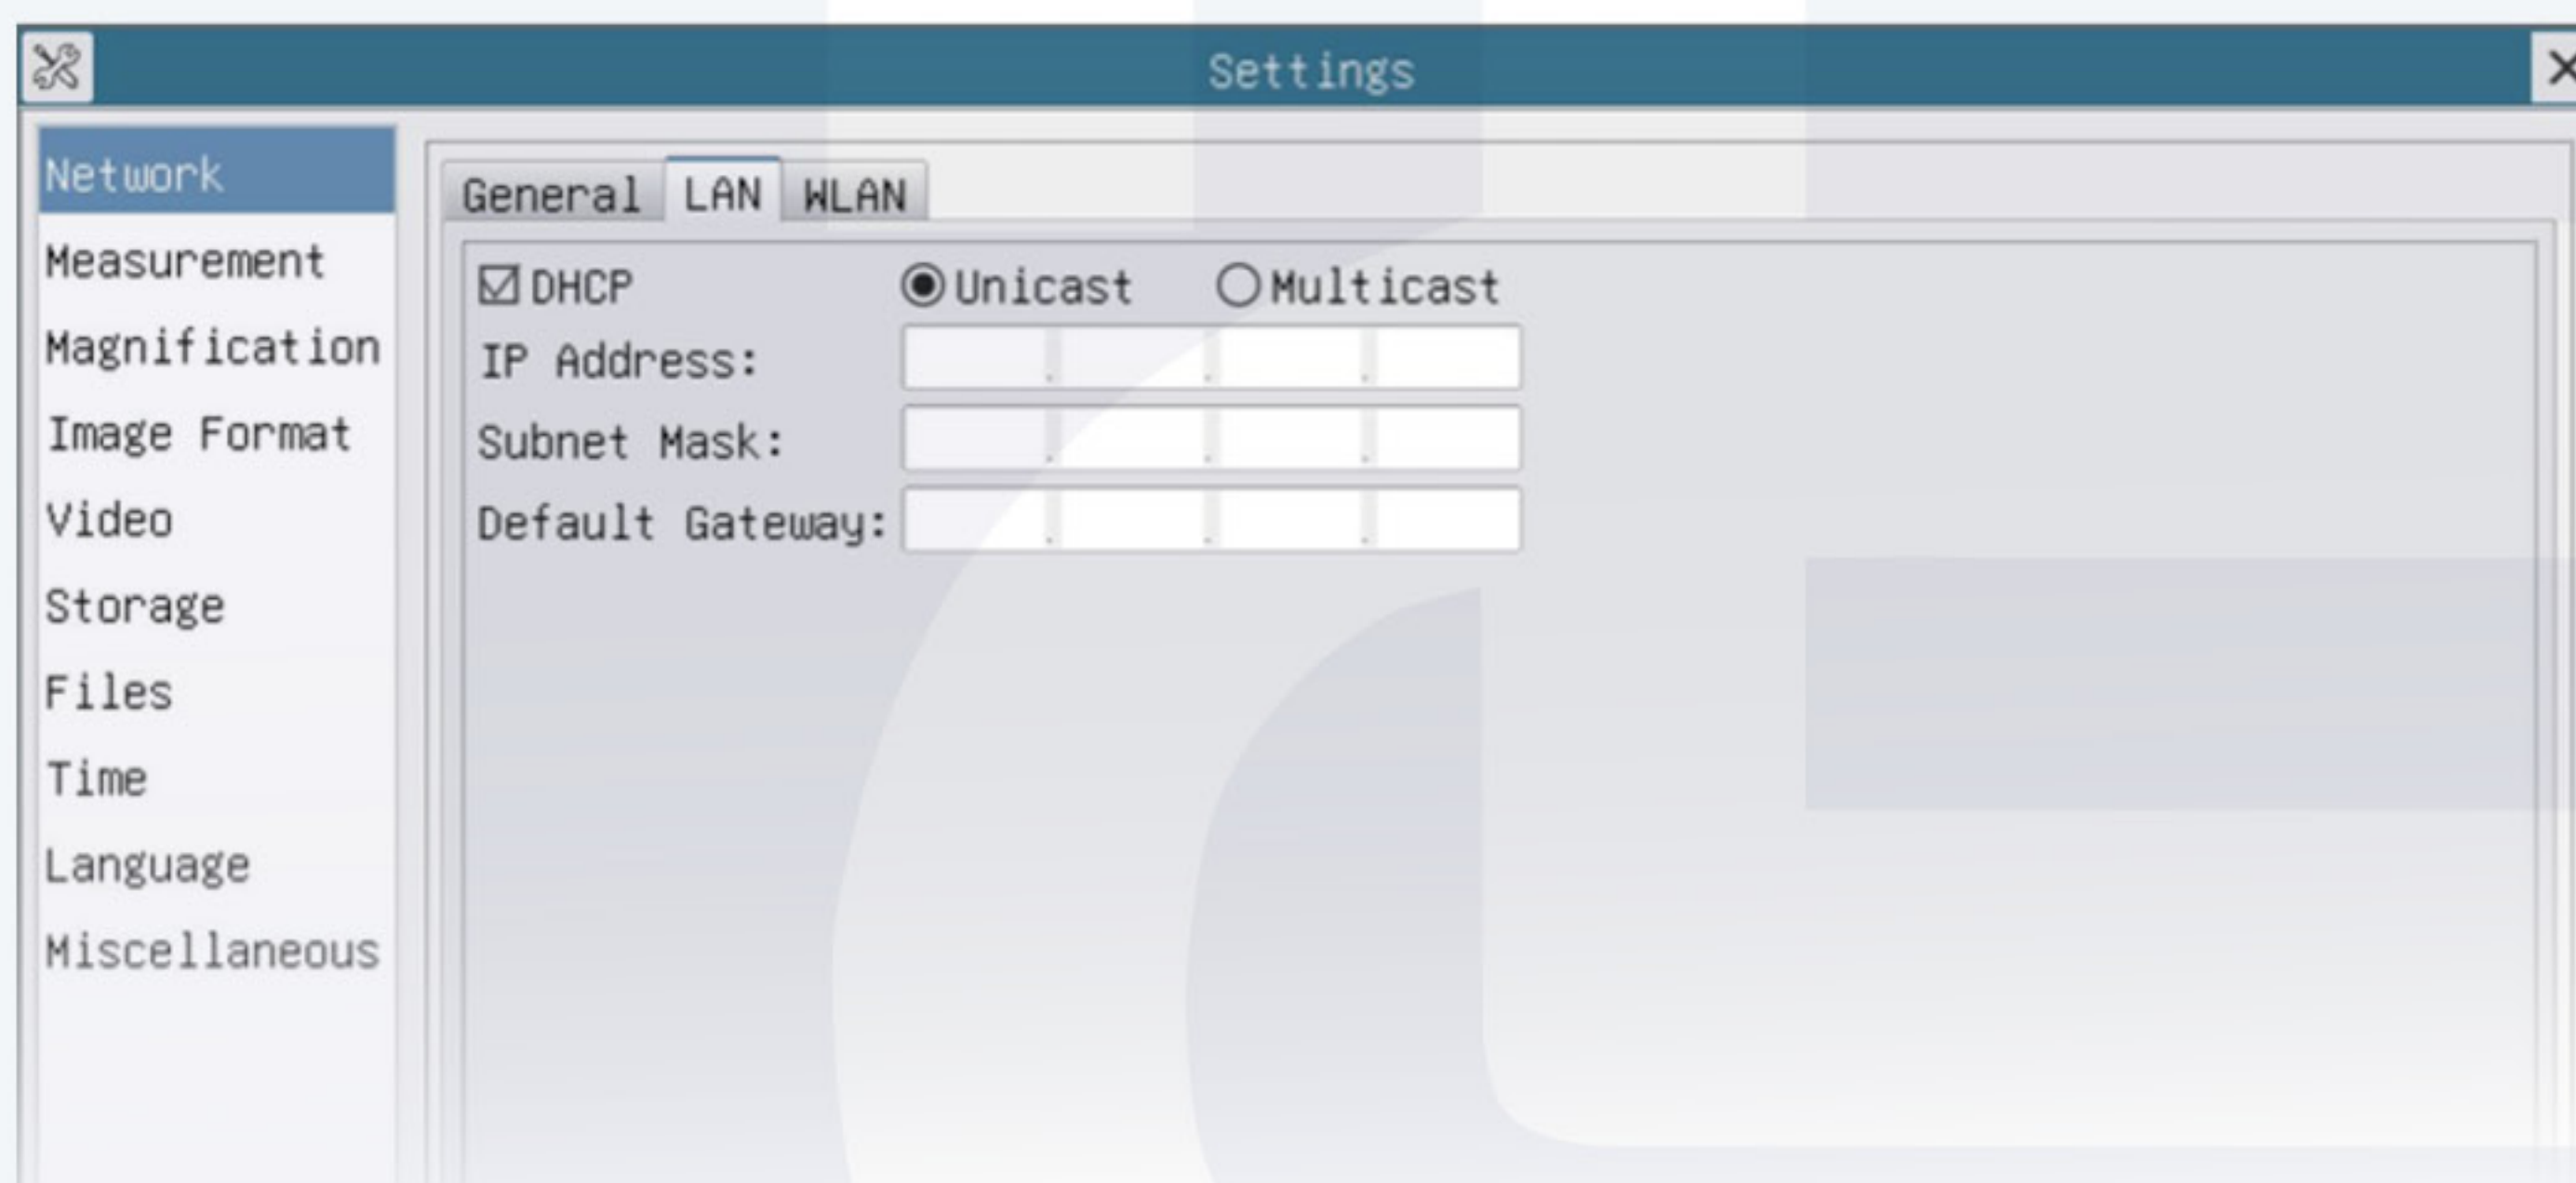 Settings
Network
Measurement
Magnification
Image Format
Video
Storage
Files
Time
Language
Miscellaneous
General LAN WLAN
DHCP Unicast Multicast
IP Address: . . .
Subnet Mask: . . .
Default Gateway: . . .